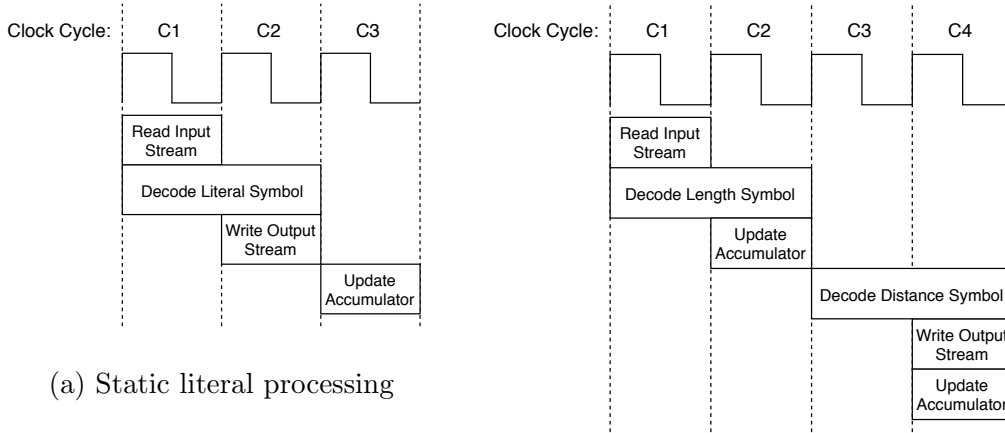 Clock Cycle: C1 C2 C3
Read Input
Stream
Decode Literal Symbol
Write Output
Stream
Update
Accumulator
(a) Static literal processing
Clock Cycle: C1 C2 C3 C4
Read Input
Stream
Decode Length Symbol
Update
Accumulator
Decode Distance Symbol
Write Output
Stream
Update
Accumulator